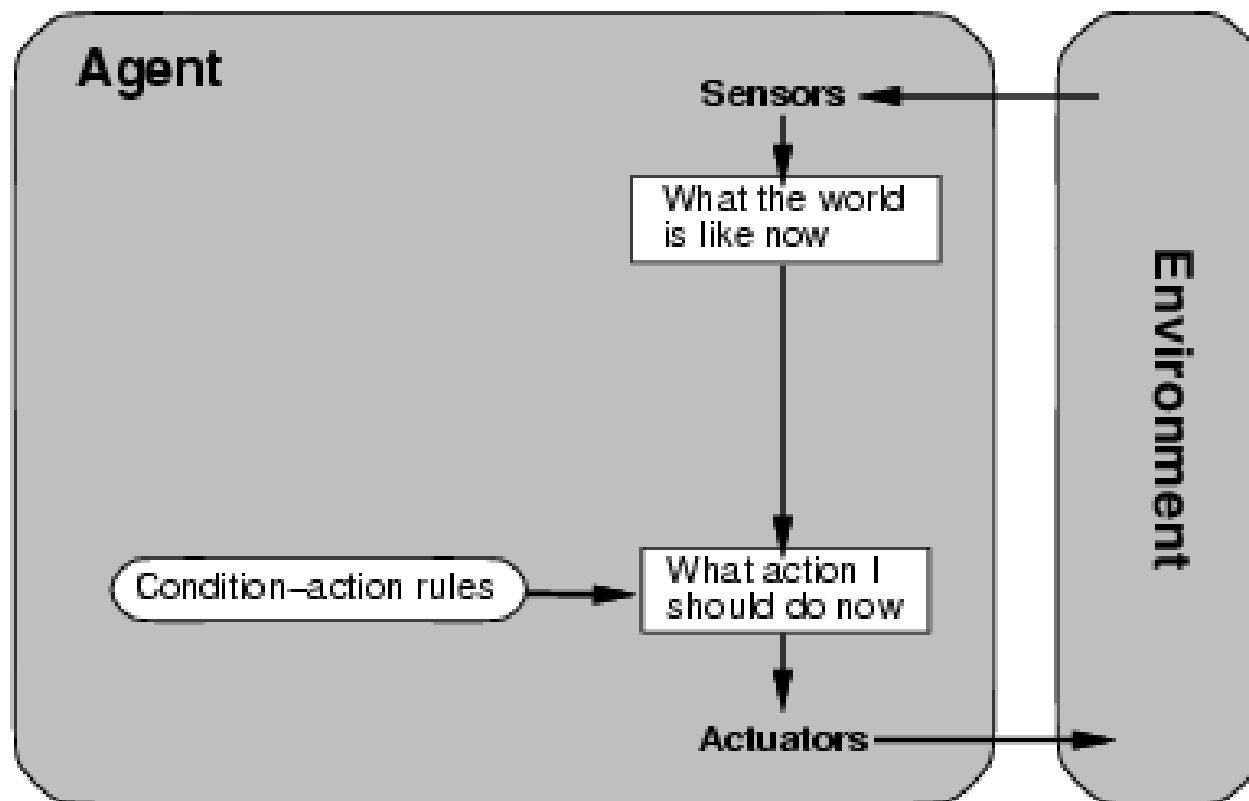 Agent
Sensors
What the world
is like now
Environment
Condition–action rules
What action I
should do now
Actuators